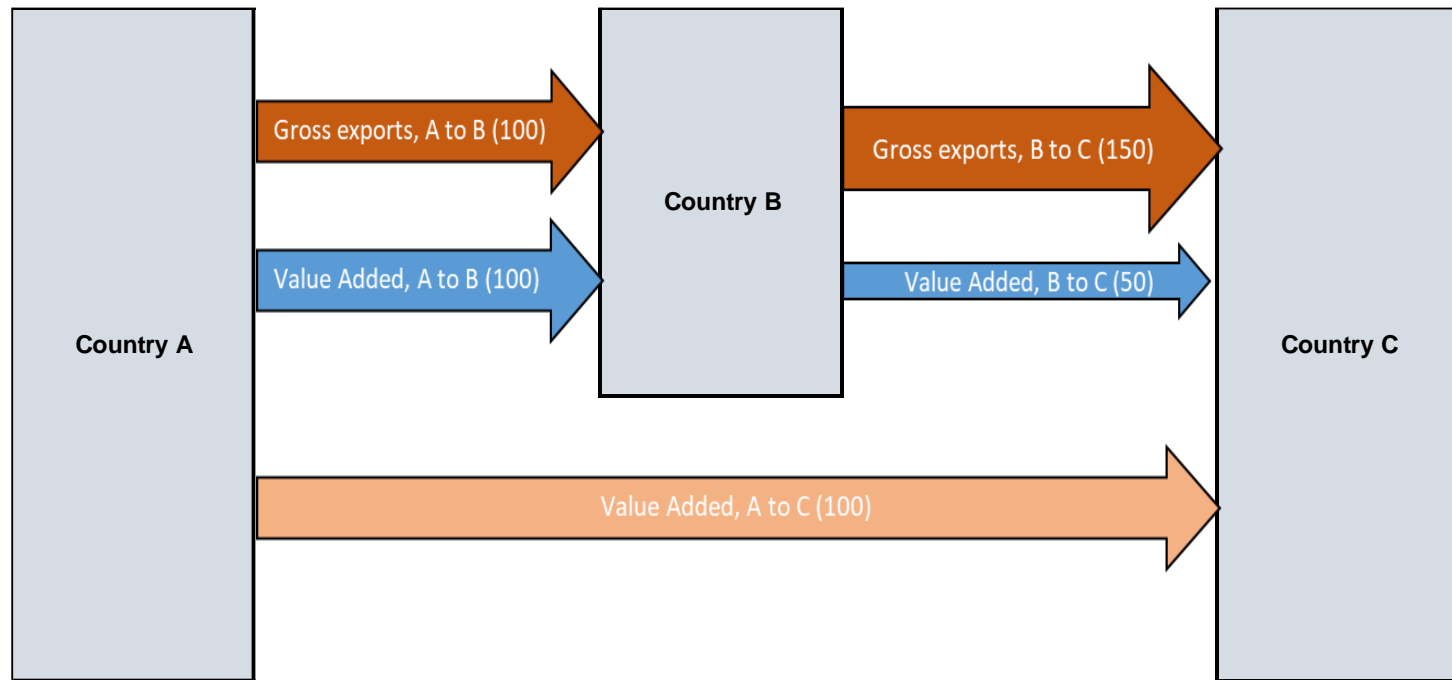 Gross exports, A to B (100)
Gross exports, B to C (150)
Country B
Value Added, A to B (100)
Value Added, B to C (50)
Country A
Country C
Value Added, A to C (100)